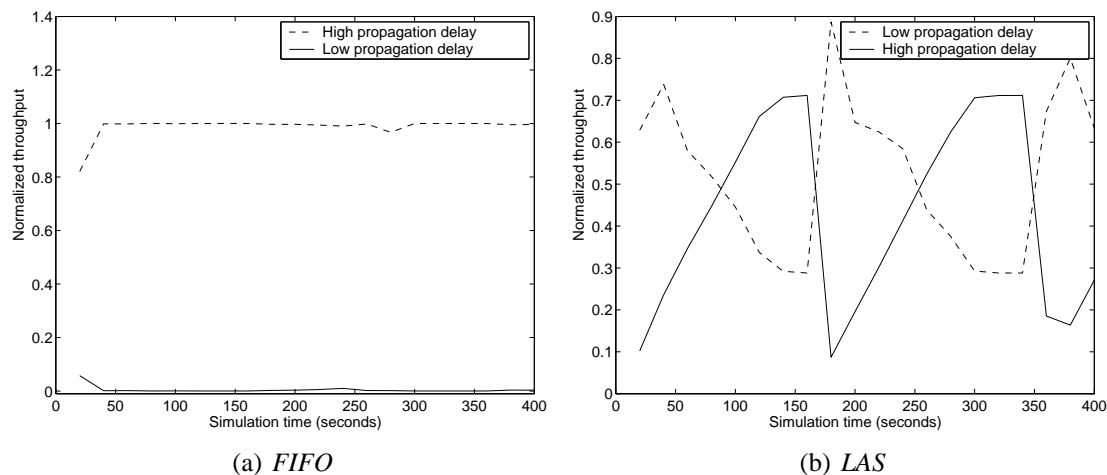 1.4
1.2
1
0.8
0.6
0.4
0.2
0
Normalized throughput
High propagation delay
Low propagation delay
0 50 100 150 200 250 300 350 400
Simulation time (seconds)
(a) FIFO
0.9
0.8
0.7
0.6
0.5
0.4
0.3
0.2
0.1
0
Normalized throughput
Low propagation delay
High propagation delay
0 50 100 150 200 250 300 350 400
Simulation time (seconds)
(b) LAS